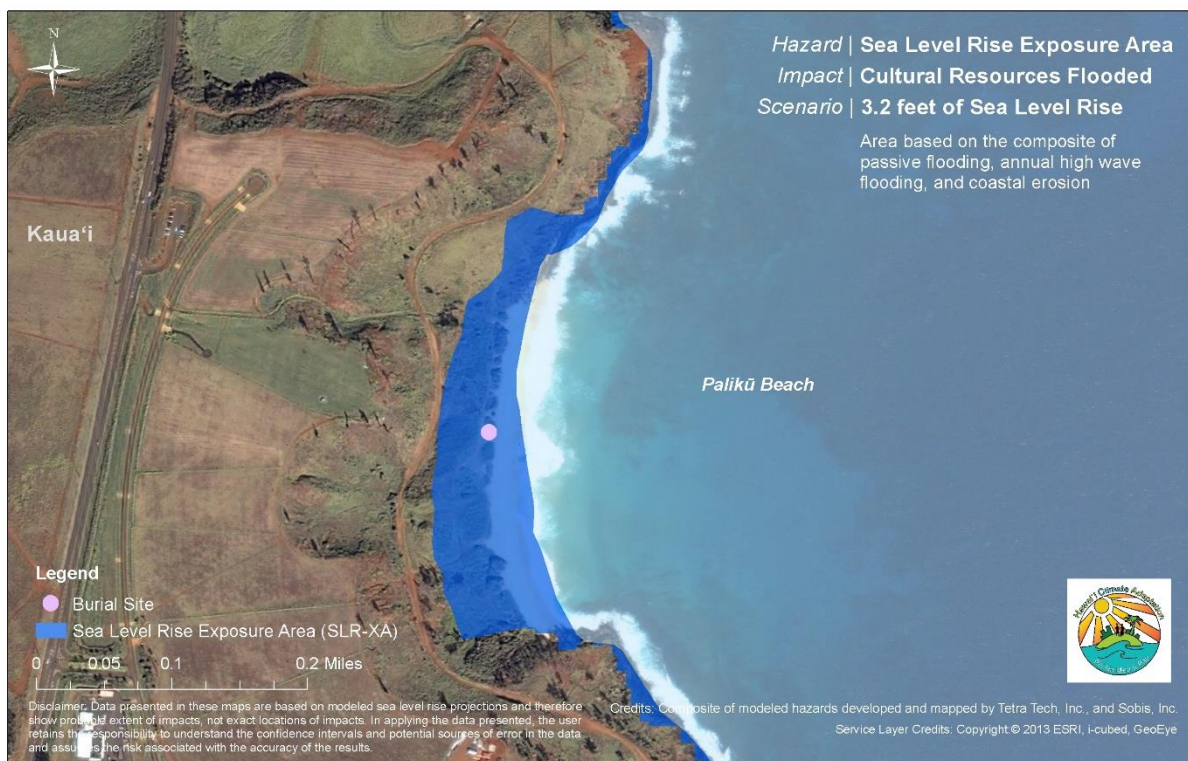 N
Hazard | Sea Level Rise Exposure Area
Impact | Cultural Resources Flooded
Scenario | 3.2 feet of Sea Level Rise
Area based on the composite of
passive flooding, annual high wave
flooding, and coastal erosion
Kauaʻi
Palikū Beach
Legend
Burial Site
Sea Level Rise Exposure Area (SLR-XA)
0 0.05 0.1 0.2 Miles
Hawaiʻi Climate Adaptation
Disclaimer: Data presented in these maps are based on modeled sea level rise projections and therefore
show probable extent of impacts, not exact locations of impacts. In applying the data presented, the user
retains the responsibility to understand the confidence intervals and potential sources of error in the data
and assumes the risk associated with the accuracy of the results.
Credits: Composite of modeled hazards developed and mapped by Tetra Tech, Inc., and Sobis, Inc.
Service Layer Credits: Copyright © 2013 ESRI, i-cubed, GeoEye